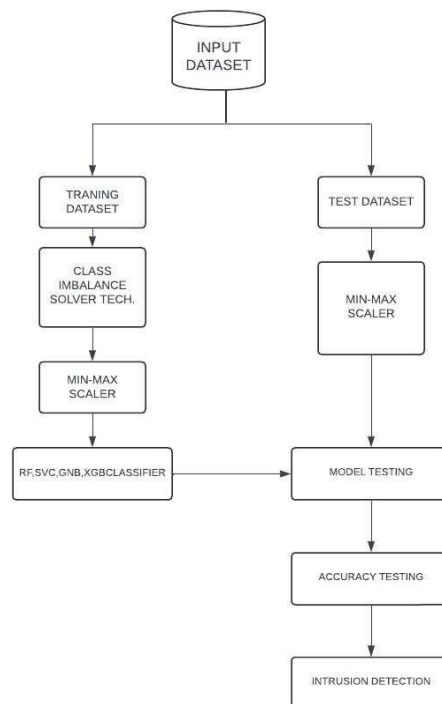 INPUT
DATASET
TRANING
DATASET
TEST DATASET
CLASS
IMBALANCE
SOLVER TECH.
MIN-MAX
SCALER
MIN-MAX
SCALER
RF,SVC,GNB,XGBCLASSIFIER
MODEL TESTING
ACCURACY TESTING
INTRUSION DETECTION